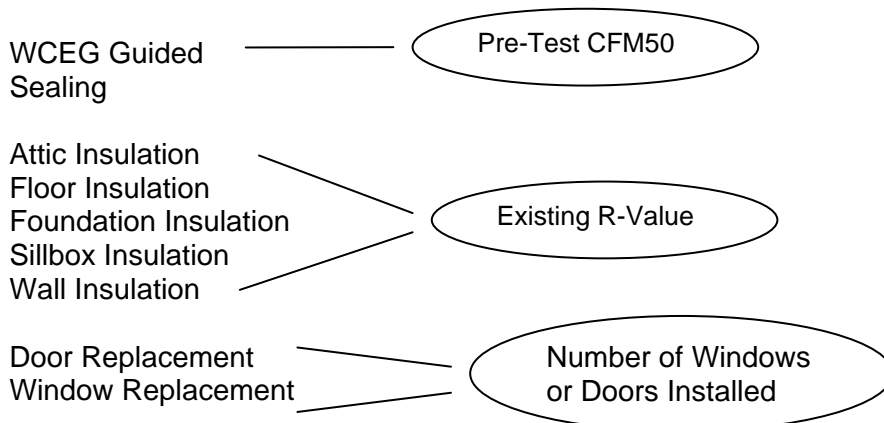 WCEG Guided
Sealing
Pre-Test CFM50
Attic Insulation
Floor Insulation
Foundation Insulation
Sillbox Insulation
Wall Insulation
Existing R-Value
Door Replacement
Window Replacement
Number of Windows
or Doors Installed